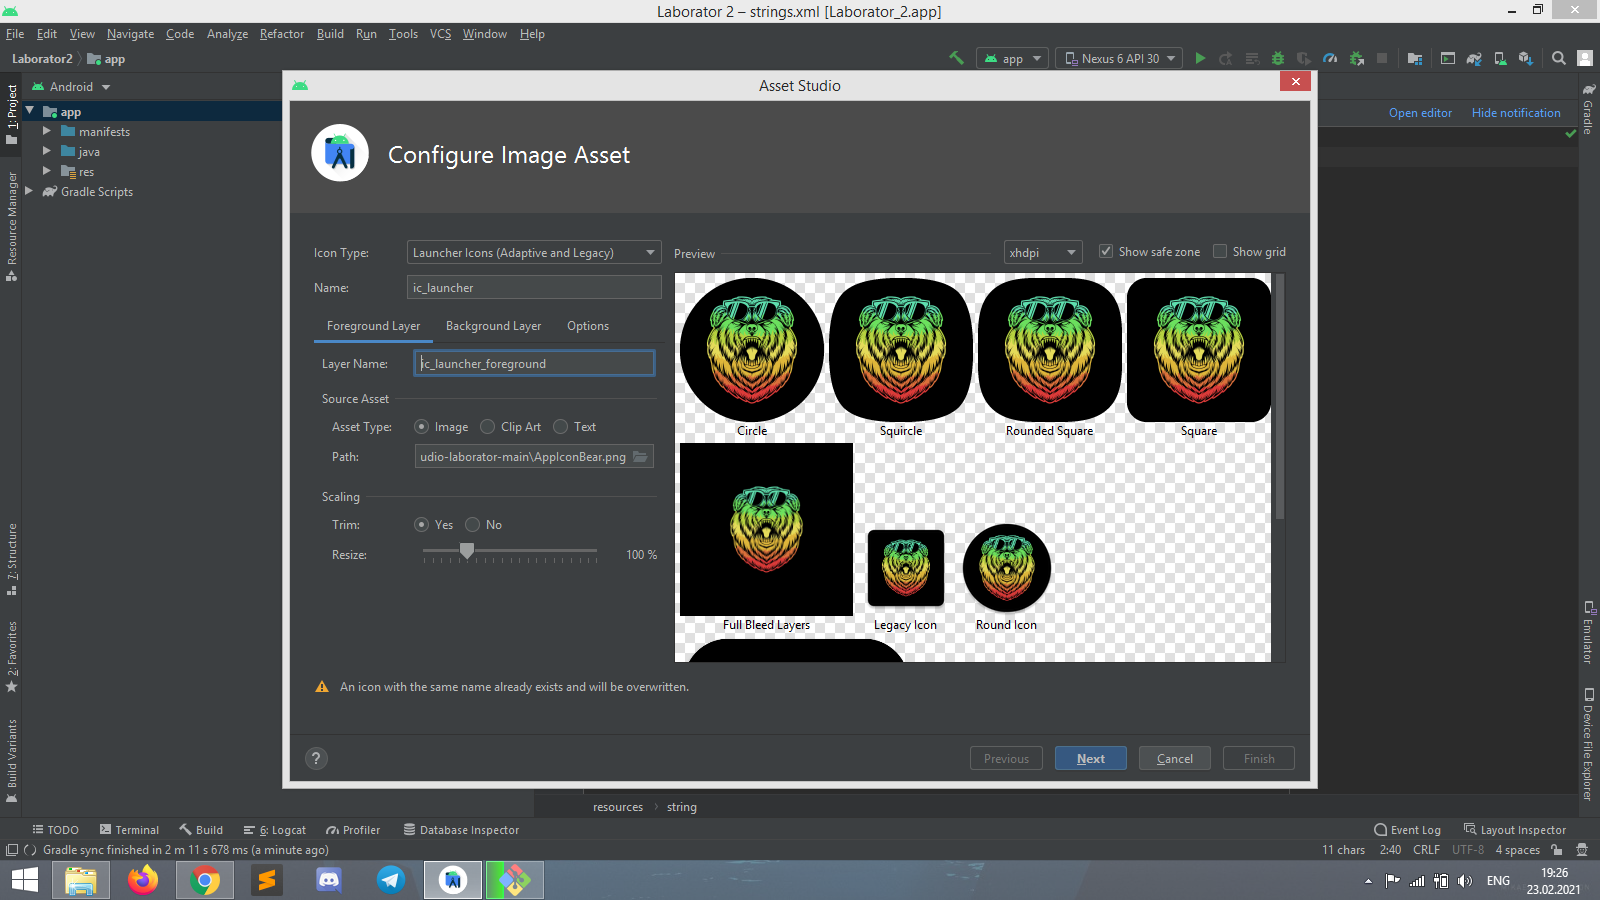 Laborator 2 – strings.xml [Laborator_2.app]
File Edit View Navigate Code Analyze Refactor Build Run Tools VCS Window Help
Laborator2 app
app Nexus 6 API 30
Android
1: Project
app
manifests
java
res
Gradle Scripts
Resource Manager
7: Structure
2: Favorites
Build Variants
Asset Studio
Configure Image Asset
Icon Type: Launcher Icons (Adaptive and Legacy)
Name: ic_launcher
Foreground Layer Background Layer Options
Layer Name: ic_launcher_foreground
Source Asset
Asset Type: Image Clip Art Text
Path: udio-laborator-main\AppIconBear.png
Scaling
Trim: Yes No
Resize: 100 %
Preview xhdpi Show safe zone Show grid
Circle Squircle Rounded Square Square
Full Bleed Layers Legacy Icon Round Icon
An icon with the same name already exists and will be overwritten.
? Previous Next Cancel Finish
Open editor Hide notification
Gradle
Emulator
Device File Explorer
resources string
TODO Terminal Build 6: Logcat Profiler Database Inspector Event Log Layout Inspector
Gradle sync finished in 2 m 11 s 678 ms (a minute ago) 11 chars 2:40 CRLF UTF-8 4 spaces
ENG
19:26
23.02.2021